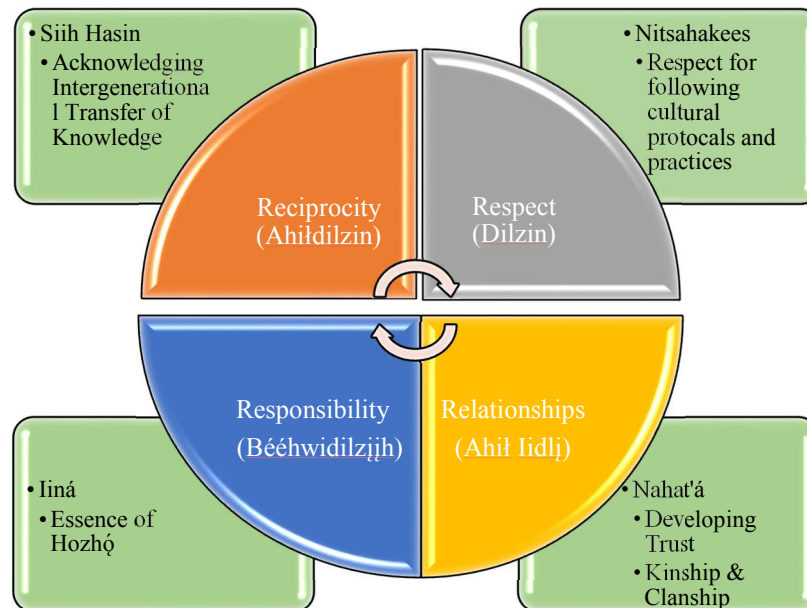 • Siih Hasin
• Acknowledging
Intergenerationa
l Transfer of
Knowledge
• Nitsahakees
• Respect for
following
cultural
protocals and
practices
Reciprocity
(Ahiłdilzin)
Respect
(Dilzin)
Responsibility
(Bééhwidilzįįh)
Relationships
(Ahił Iidlį)
• Iiná
• Essence of
Hozhǫ́
• Nahat'á
• Developing
Trust
• Kinship &
Clanship